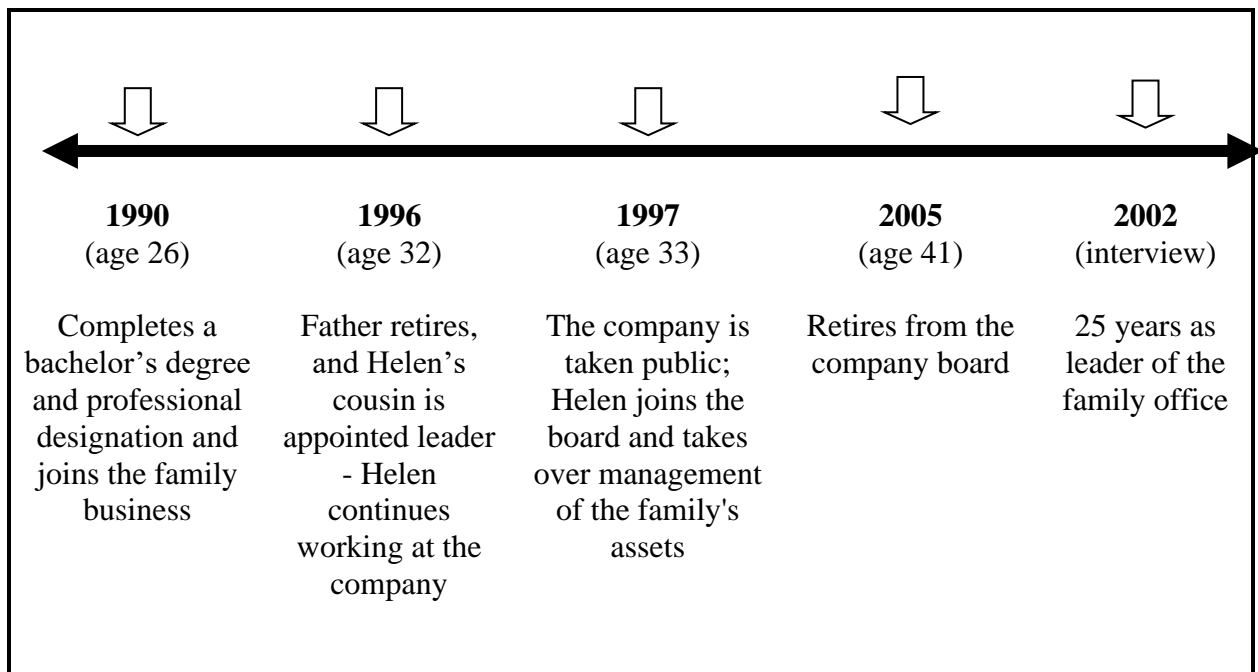 1990
(age 26)
Completes a
bachelor’s degree
and professional
designation and
joins the family
business
1996
(age 32)
Father retires,
and Helen’s
cousin is
appointed leader
- Helen
continues
working at the
company
1997
(age 33)
The company is
taken public;
Helen joins the
board and takes
over management
of the family's
assets
2005
(age 41)
Retires from the
company board
2002
(interview)
25 years as
leader of the
family office